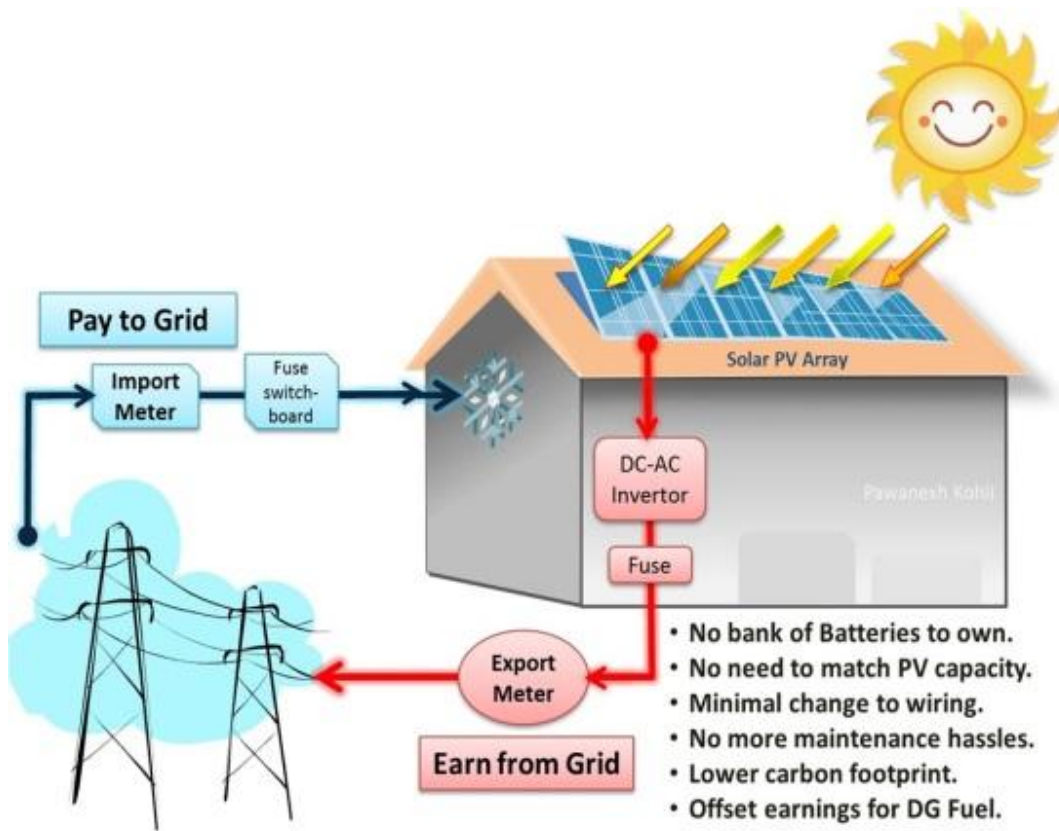 Pay to Grid
Import
Meter
Fuse
switch-
board
Solar PV Array
DC-AC
Invertor
Pawanesh Kohli
Fuse
Export
Meter
Earn from Grid
• No bank of Batteries to own.
• No need to match PV capacity.
• Minimal change to wiring.
• No more maintenance hassles.
• Lower carbon footprint.
• Offset earnings for DG Fuel.